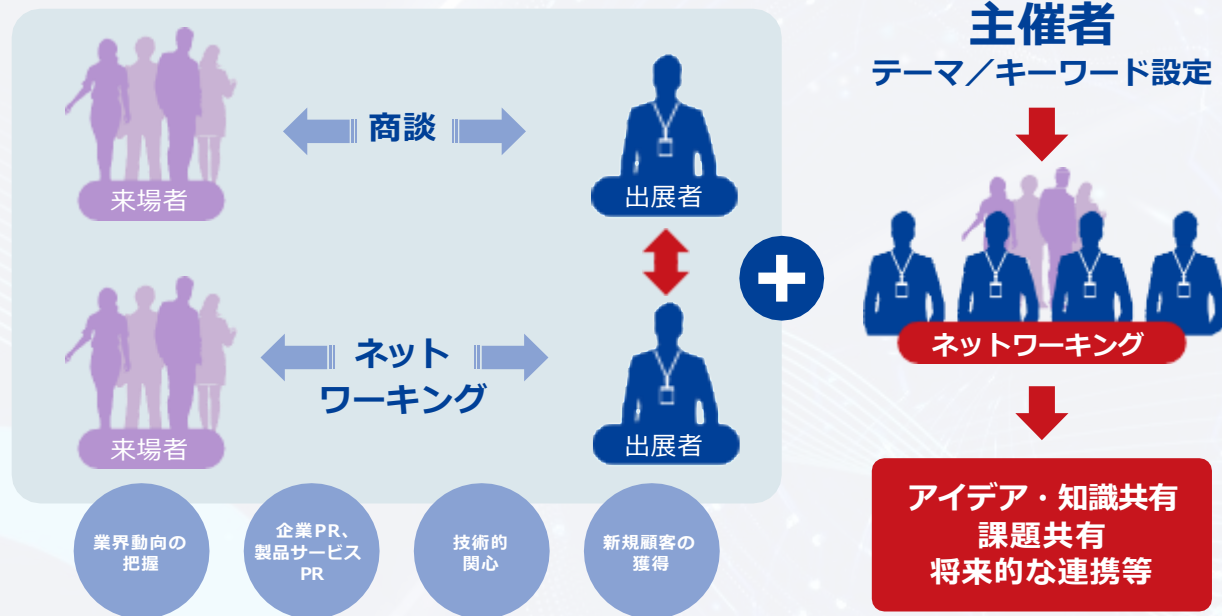 商談
来場者
出展者
ネット
ワーキング
来場者
出展者
業界動向の
把握
企業PR、
製品サービス
PR
技術的
関心
新規顧客の
獲得
主催者
テーマ／キーワード設定
ネットワーキング
アイデア・知識共有
課題共有
将来的な連携等